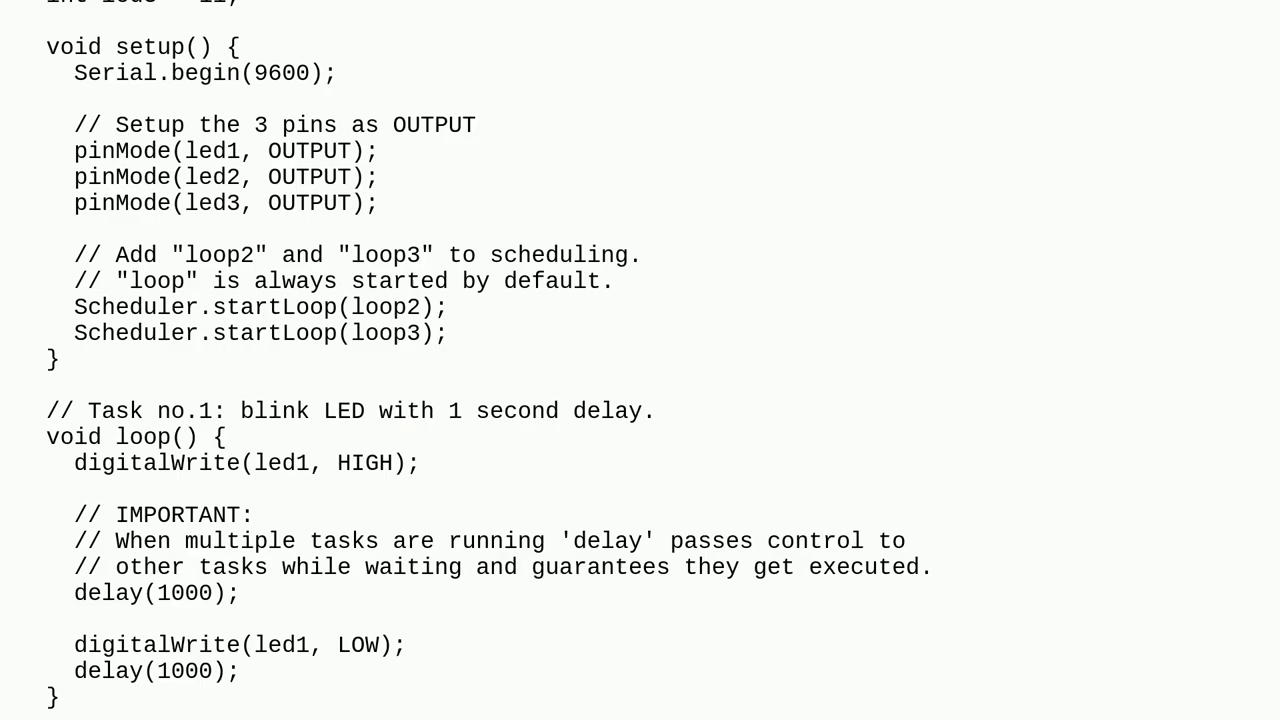 void setup() {
  Serial.begin(9600);
  // Setup the 3 pins as OUTPUT
  pinMode(led1, OUTPUT);
  pinMode(led2, OUTPUT);
  pinMode(led3, OUTPUT);
  // Add "loop2" and "loop3" to scheduling.
  // "loop" is always started by default.
  Scheduler.startLoop(loop2);
  Scheduler.startLoop(loop3);
}
// Task no.1: blink LED with 1 second delay.
void loop() {
  digitalWrite(led1, HIGH);
  // IMPORTANT:
  // When multiple tasks are running 'delay' passes control to
  // other tasks while waiting and guarantees they get executed.
  delay(1000);
  digitalWrite(led1, LOW);
  delay(1000);
}